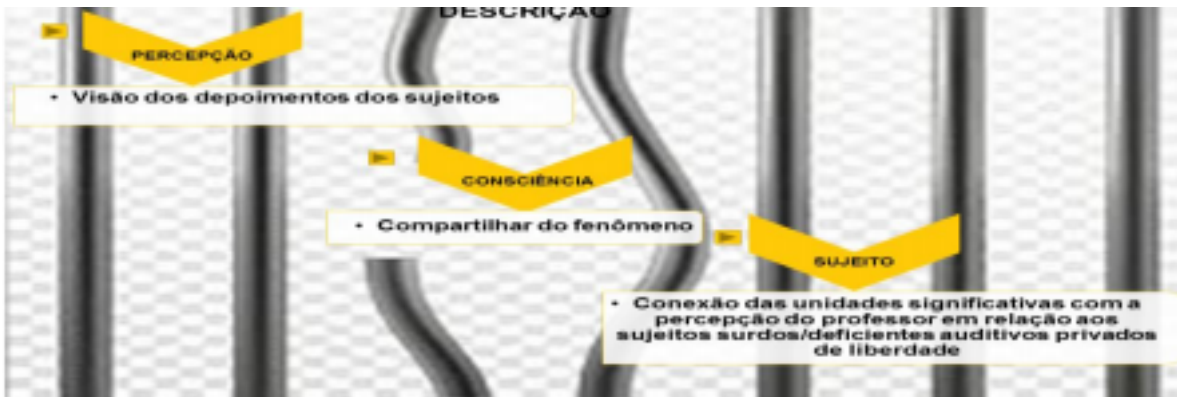 DESCRIÇÃO
PERCEPÇÃO
• Visão dos depoimentos dos sujeitos
CONSCIÊNCIA
• Compartilhar do fenômeno
SUJEITO
• Conexão das unidades significativas com a
percepção do professor em relação aos
sujeitos surdos/deficientes auditivos privados
de liberdade